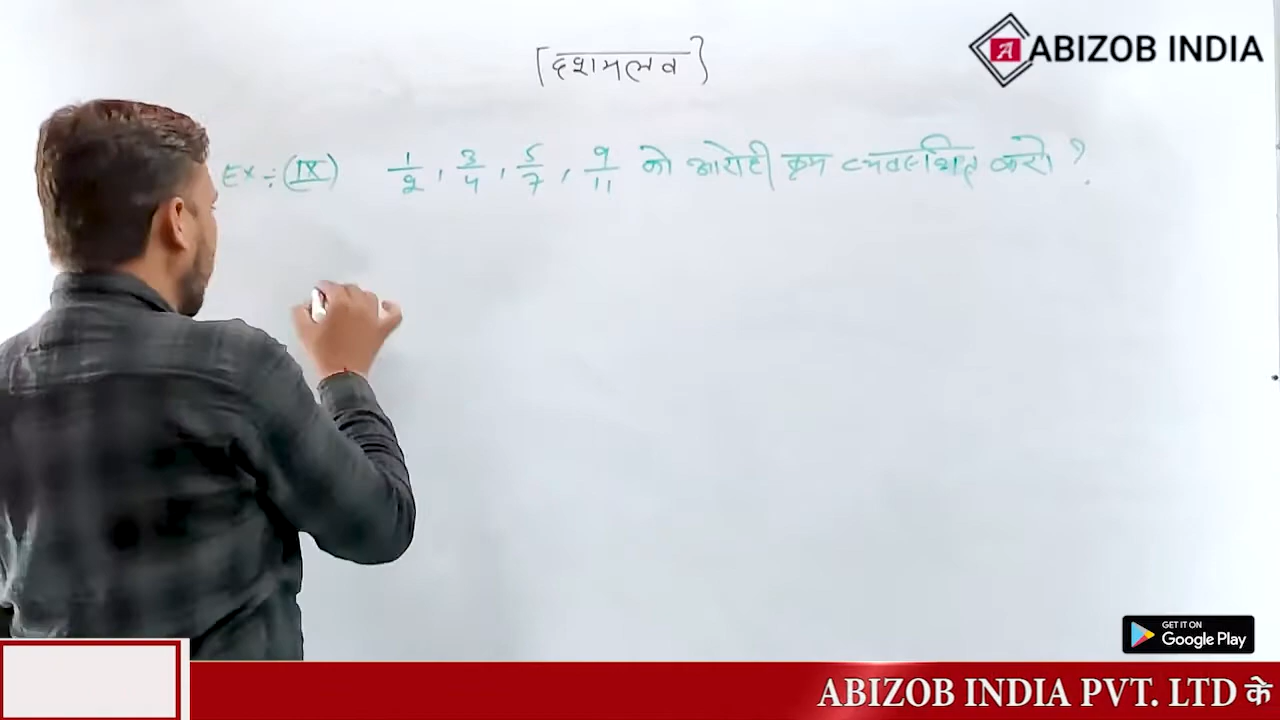 [दशमलव]
ABIZOB INDIA
Ex ÷ (IX) 1/2, 3/4, 5/7, 9/11 को आरोही क्रम व्यवस्थित करो ?
GET IT ON
Google Play
ABIZOB INDIA PVT. LTD के